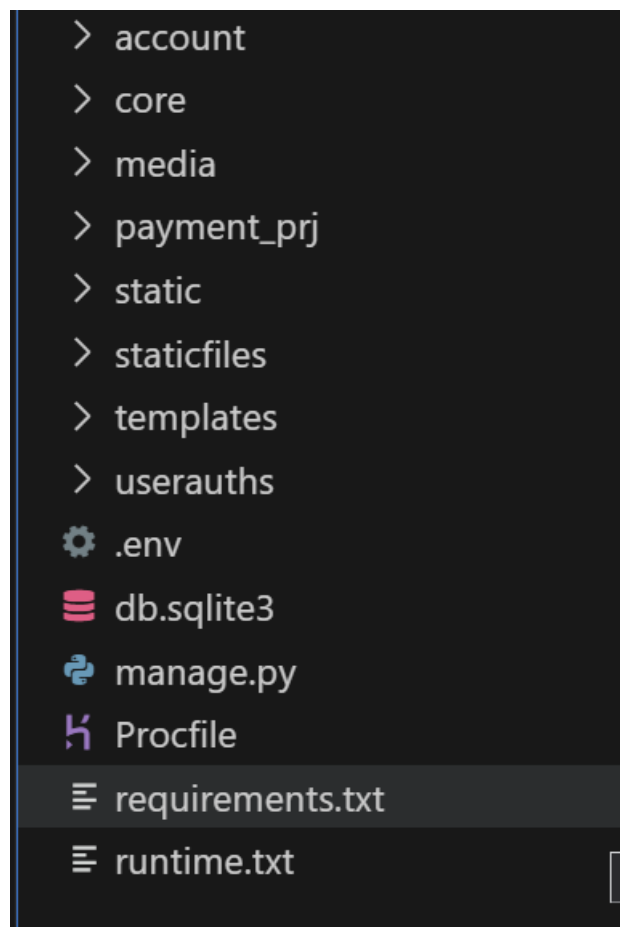 account
core
media
payment_prj
static
staticfiles
templates
userauths
.env
db.sqlite3
manage.py
Procfile
requirements.txt
runtime.txt